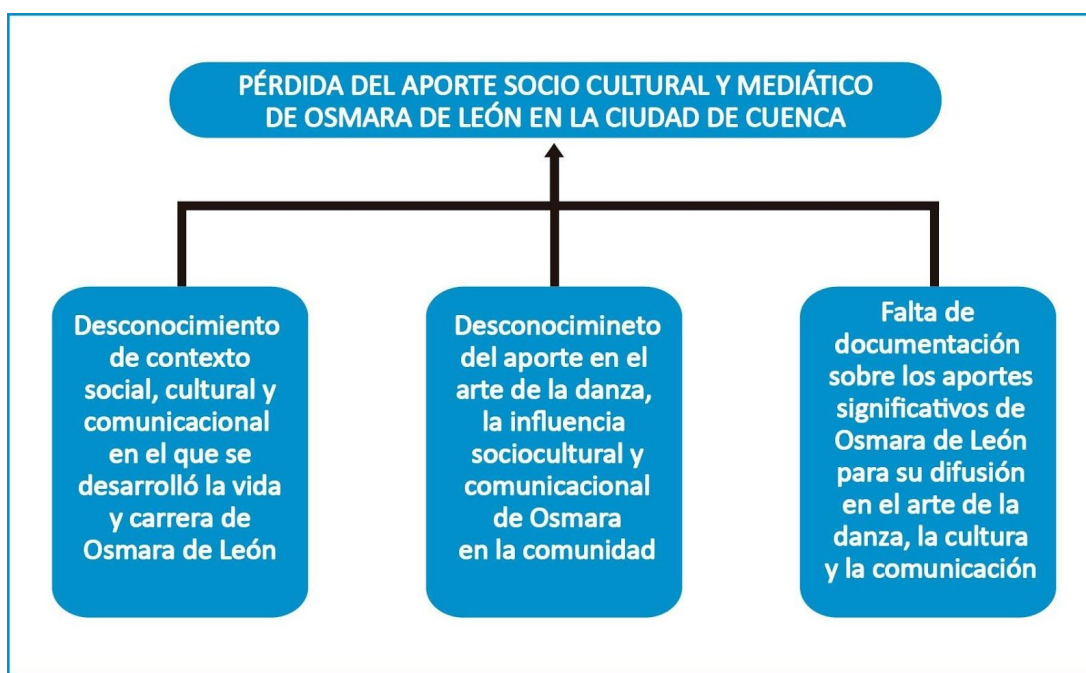 PÉRDIDA DEL APORTE SOCIO CULTURAL Y MEDIÁTICO
DE OSMARA DE LEÓN EN LA CIUDAD DE CUENCA
Desconocimiento
de contexto
social, cultural y
comunicacional
en el que se
desarrolló la vida
y carrera de
Osmara de León
Desconocimineto
del aporte en el
arte de la danza,
la influencia
sociocultural y
comunicacional
de Osmara
en la comunidad
Falta de
documentación
sobre los aportes
significativos de
Osmara de León
para su difusión
en el arte de la
danza, la cultura
y la comunicación